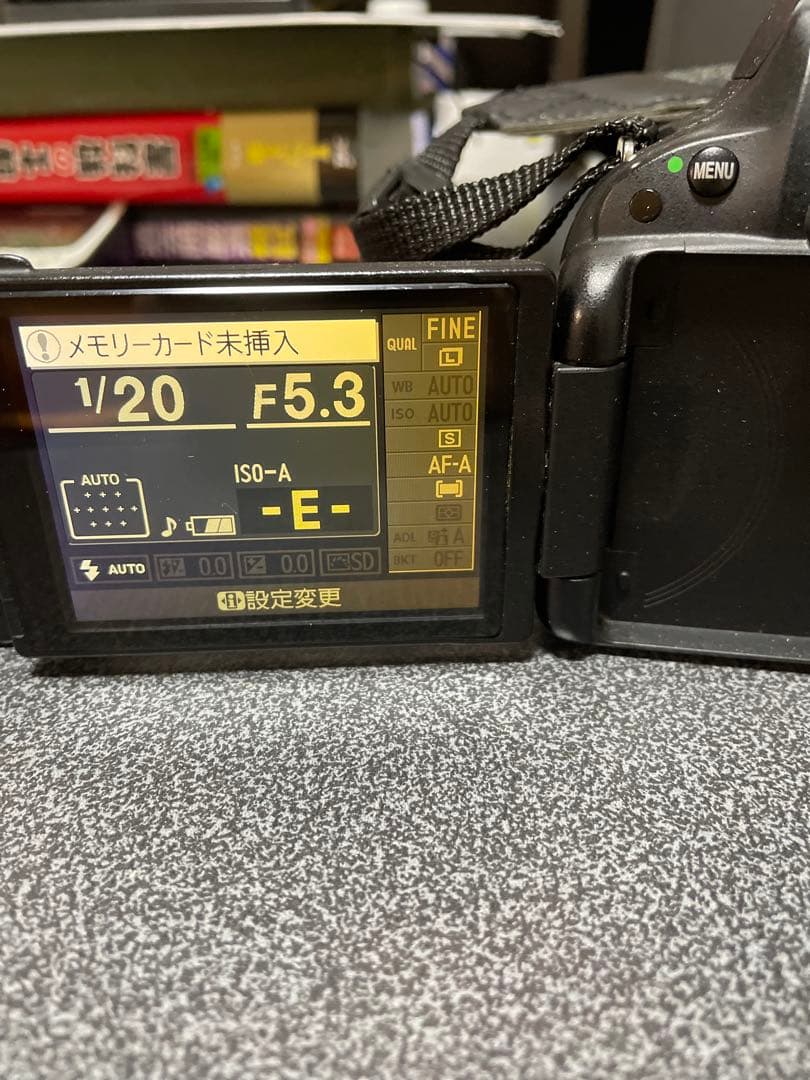 MENU
メモリーカード未挿入
QUAL FINE
L
1/20 F5.3
WB AUTO
ISO AUTO
S
AUTO
ISO-A
AF-A
-E-
ADL A
BKT OFF
AUTO 0.0 0.0 SD
i設定変更